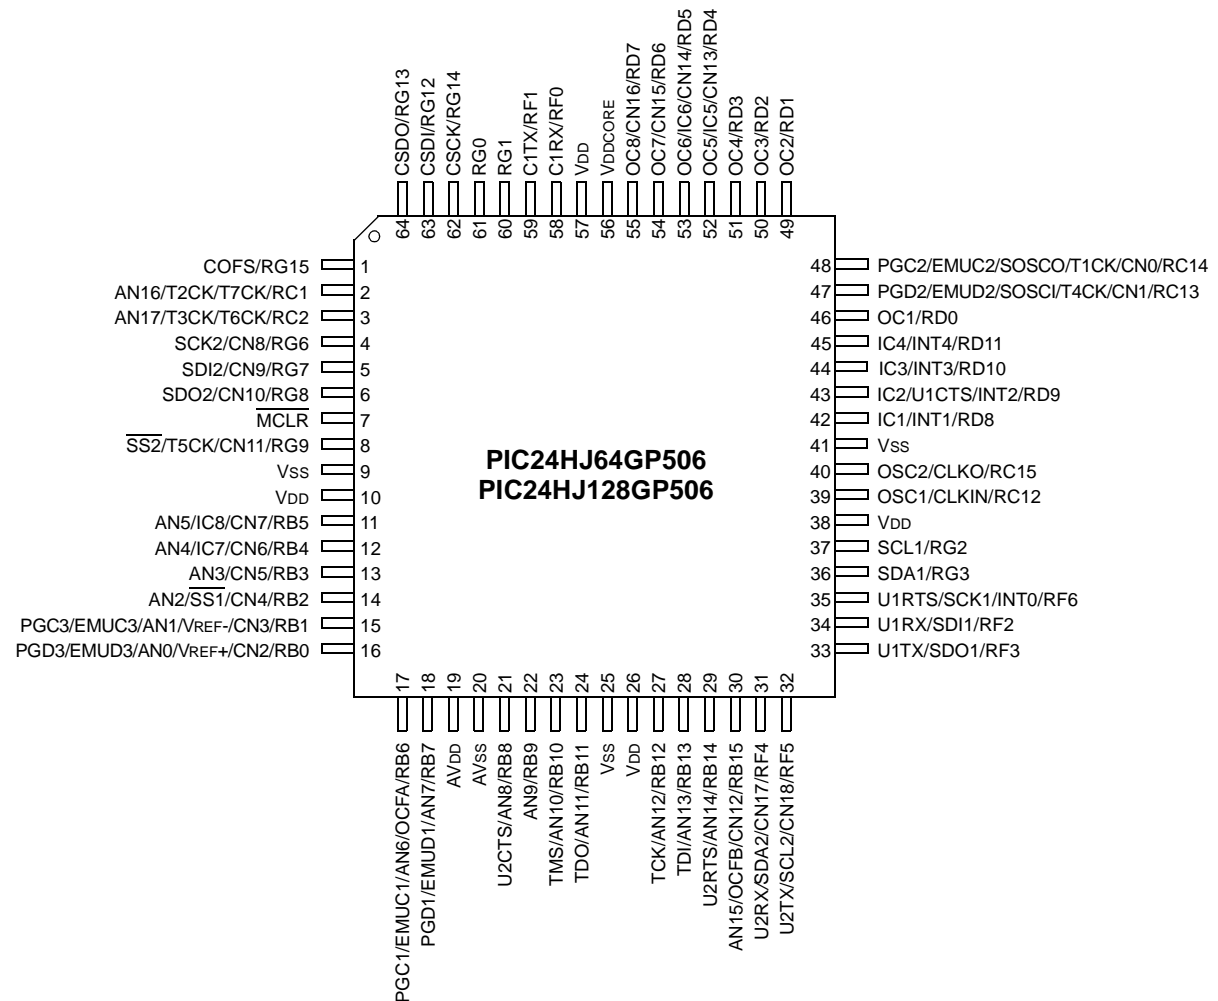 CSDO/RG13
CSDI/RG12
CSCK/RG14
RG0
RG1
C1TX/RF1
C1RX/RF0
VDD
VDDCORE
OC8/CN16/RD7
OC7/CN15/RD6
OC6/IC6/CN14/RD5
OC5/IC5/CN13/RD4
OC4/RD3
OC3/RD2
OC2/RD1
64
63
62
61
60
59
58
57
56
55
54
53
52
51
50
49
COFS/RG15 1
AN16/T2CK/T7CK/RC1 2
AN17/T3CK/T6CK/RC2 3
SCK2/CN8/RG6 4
SDI2/CN9/RG7 5
SDO2/CN10/RG8 6
MCLR 7
SS2/T5CK/CN11/RG9 8
VSS 9
VDD 10
AN5/IC8/CN7/RB5 11
AN4/IC7/CN6/RB4 12
AN3/CN5/RB3 13
AN2/SS1/CN4/RB2 14
PGC3/EMUC3/AN1/VREF-/CN3/RB1 15
PGD3/EMUD3/AN0/VREF+/CN2/RB0 16
PIC24HJ64GP506
PIC24HJ128GP506
48 PGC2/EMUC2/SOSCO/T1CK/CN0/RC14
47 PGD2/EMUD2/SOSCI/T4CK/CN1/RC13
46 OC1/RD0
45 IC4/INT4/RD11
44 IC3/INT3/RD10
43 IC2/U1CTS/INT2/RD9
42 IC1/INT1/RD8
41 VSS
40 OSC2/CLKO/RC15
39 OSC1/CLKIN/RC12
38 VDD
37 SCL1/RG2
36 SDA1/RG3
35 U1RTS/SCK1/INT0/RF6
34 U1RX/SDI1/RF2
33 U1TX/SDO1/RF3
17
18
19
20
21
22
23
24
25
26
27
28
29
30
31
32
PGC1/EMUC1/AN6/OCFA/RB6
PGD1/EMUD1/AN7/RB7
AVDD
AVSS
U2CTS/AN8/RB8
AN9/RB9
TMS/AN10/RB10
TDO/AN11/RB11
VSS
VDD
TCK/AN12/RB12
TDI/AN13/RB13
U2RTS/AN14/RB14
AN15/OCFB/CN12/RB15
U2RX/SDA2/CN17/RF4
U2TX/SCL2/CN18/RF5